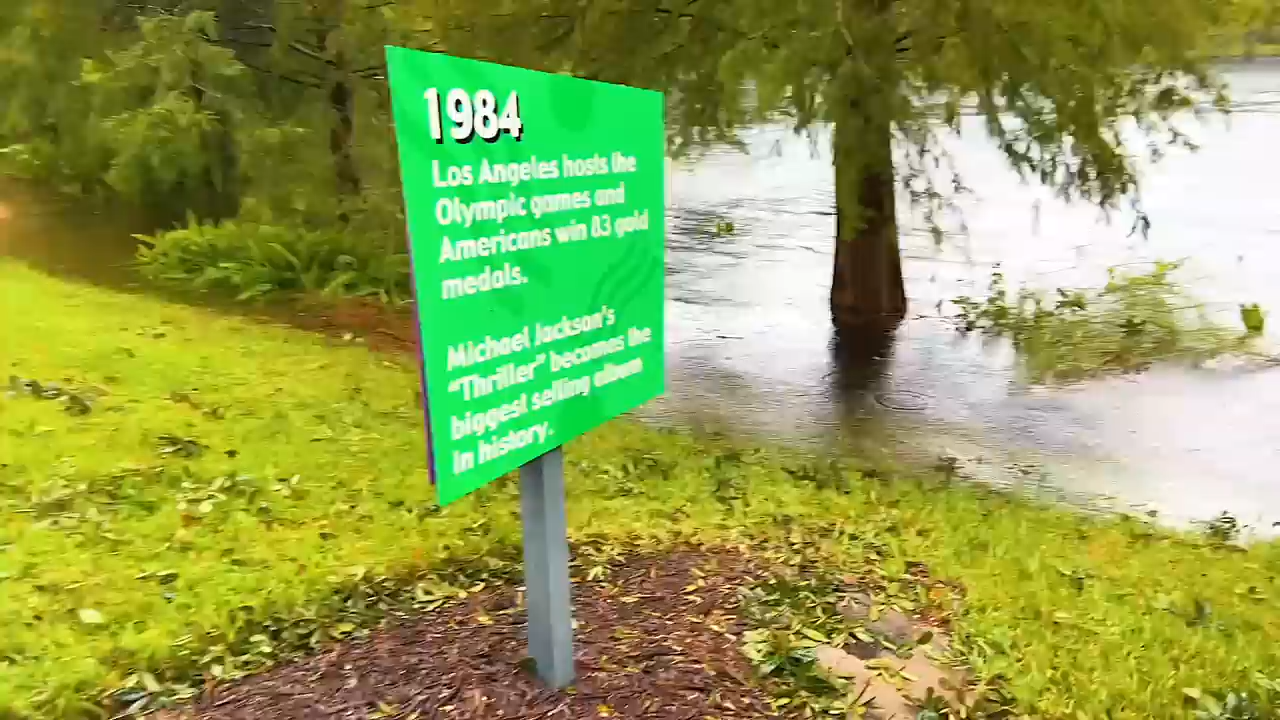 1984
Los Angeles hosts the
Olympic games and
Americans win 83 gold
medals.
Michael Jackson's
"Thriller" becomes the
biggest selling album
in history.